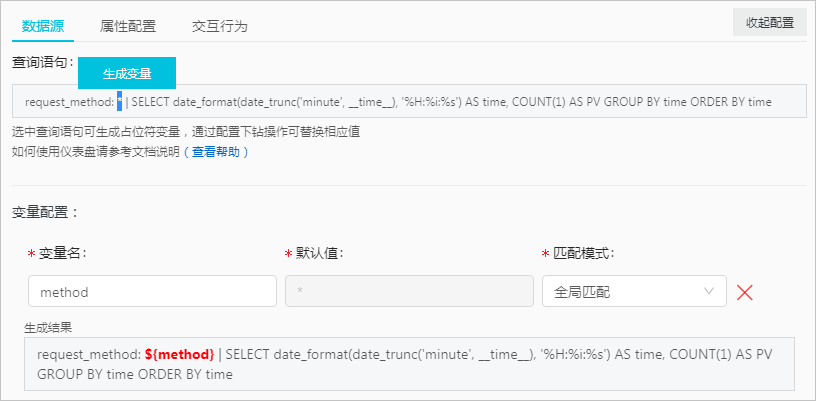 数据源 属性配置 交互行为 收起配置
查询语句:
生成变量
request_method: * | SELECT date_format(date_trunc('minute', __time__), '%H:%i:%s') AS time, COUNT(1) AS PV GROUP BY time ORDER BY time
选中查询语句可生成占位符变量，通过配置下钻操作可替换相应值
如何使用仪表盘请参考文档说明（查看帮助）
变量配置：
* 变量名: * 默认值: * 匹配模式:
method * 全局匹配
生成结果
request_method: ${method} | SELECT date_format(date_trunc('minute', __time__), '%H:%i:%s') AS time, COUNT(1) AS PV
GROUP BY time ORDER BY time